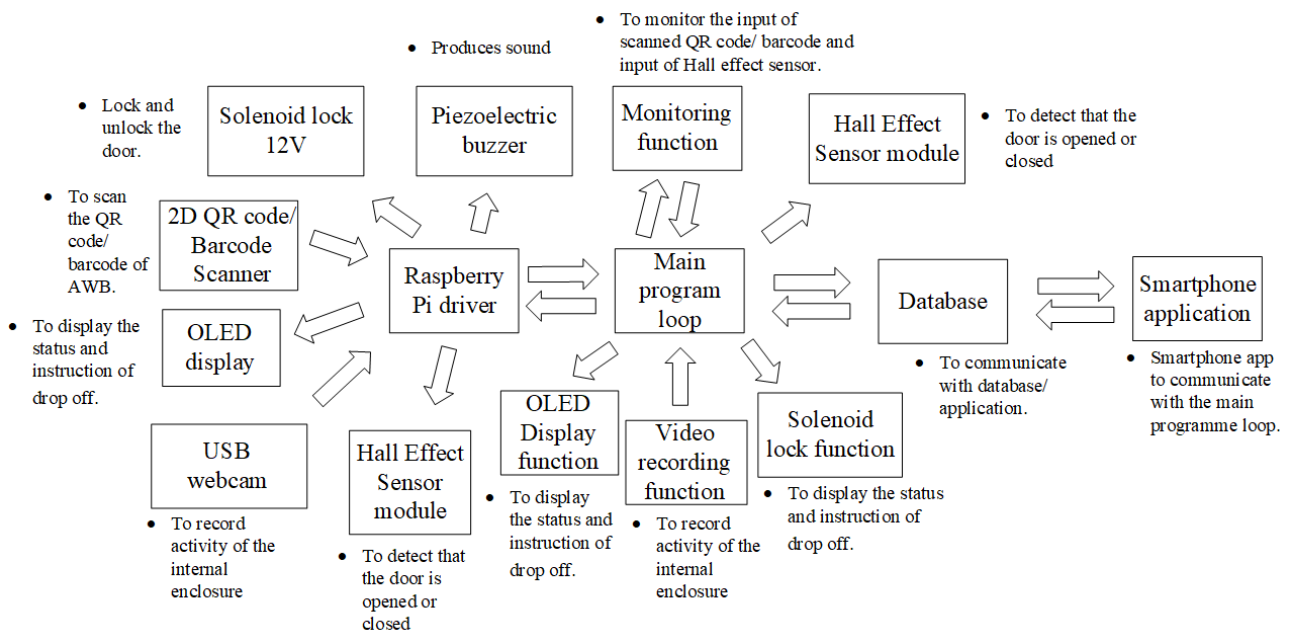 • To monitor the input of
scanned QR code/ barcode and
input of Hall effect sensor.
• Produces sound
• Lock and
unlock the
door.
Solenoid lock
12V
Piezoelectric
buzzer
Monitoring
function
Hall Effect
Sensor module
• To detect that the
door is opened or
closed
• To scan
the QR
code/
barcode of
AWB.
2D QR code/
Barcode
Scanner
Raspberry
Pi driver
Main
program
loop
Database
Smartphone
application
• To display the
status and
instruction of
drop off.
OLED
display
• To communicate
with database/
application.
• Smartphone app
to communicate
with the main
programme loop.
USB
webcam
Hall Effect
Sensor
module
OLED
Display
function
Video
recording
function
Solenoid
lock function
• To record
activity of the
internal
enclosure
• To detect that
the door is
opened or
closed
• To display
the status and
instruction of
drop off.
• To record
activity of the
internal
enclosure
• To display the status
and instruction of
drop off.